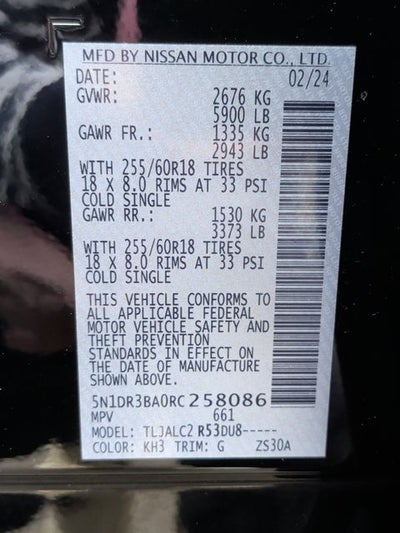 MFD BY NISSAN MOTOR CO., LTD.
DATE: 02/24
GVWR: 2676 KG
5900 LB
GAWR FR.: 1335 KG
2943 LB
WITH 255/60R18 TIRES
18 X 8.0 RIMS AT 33 PSI
COLD SINGLE
GAWR RR.: 1530 KG
3373 LB
WITH 255/60R18 TIRES
18 X 8.0 RIMS AT 33 PSI
COLD SINGLE
THIS VEHICLE CONFORMS TO
ALL APPLICABLE FEDERAL
MOTOR VEHICLE SAFETY AND
THEFT PREVENTION
STANDARDS IN EFFECT ON
THE DATE OF MANUFACTURE
SHOWN ABOVE.
5N1DR3BA0RC258086
MPV 661
MODEL: TL3ALC2 R53DU8-----
COLOR: KH3 TRIM: G ZS30A